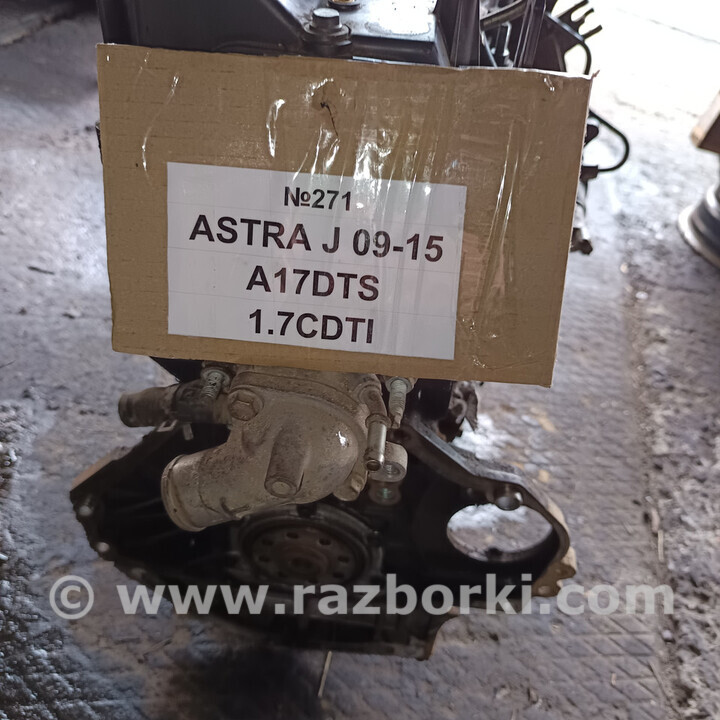 №271
ASTRA J 09-15
A17DTS
1.7CDTI
© www.razborki.com